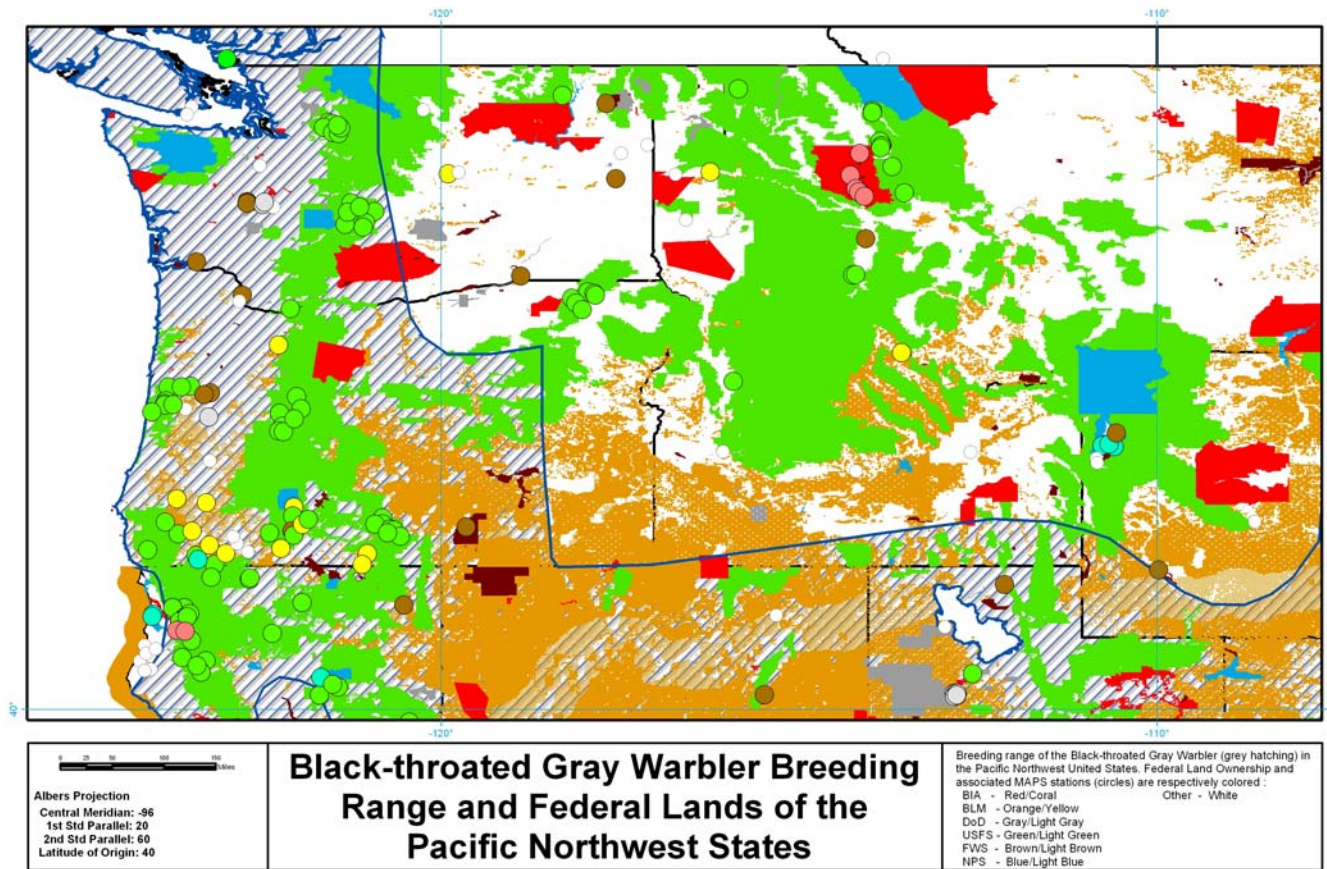 -120°
-110°
40°
-120°
-110°
0 25 50 100 150
Miles
Albers Projection
Central Meridian: -96
1st Std Parallel: 20
2nd Std Parallel: 60
Latitude of Origin: 40
Black-throated Gray Warbler Breeding
Range and Federal Lands of the
Pacific Northwest States
Breeding range of the Black-throated Gray Warbler (grey hatching) in
the Pacific Northwest United States. Federal Land Ownership and
associated MAPS stations (circles) are respectively colored :
BIA - Red/Coral Other - White
BLM - Orange/Yellow
DoD - Gray/Light Gray
USFS - Green/Light Green
FWS - Brown/Light Brown
NPS - Blue/Light Blue